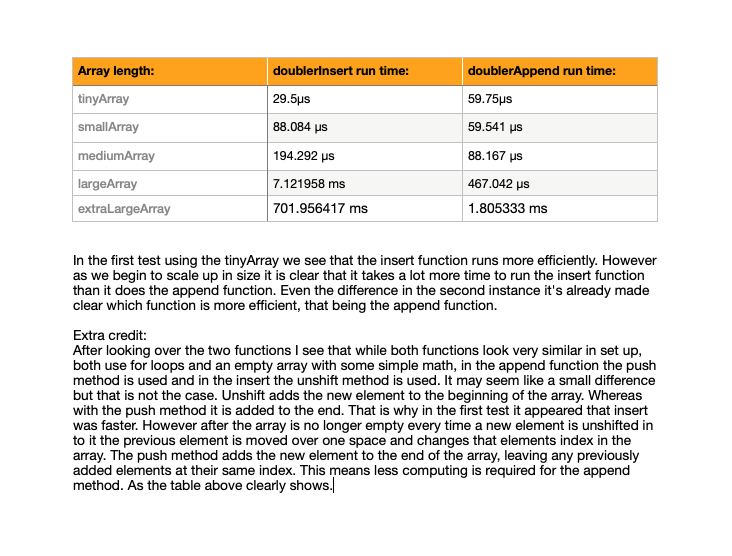 Array length: doublerInsert run time: doublerAppend run time:
tinyArray 29.5µs 59.75µs
smallArray 88.084 µs 59.541 µs
mediumArray 194.292 µs 88.167 µs
largeArray 7.121958 ms 467.042 µs
extraLargeArray 701.956417 ms 1.805333 ms
In the first test using the tinyArray we see that the insert function runs more efficiently. However
as we begin to scale up in size it is clear that it takes a lot more time to run the insert function
than it does the append function. Even the difference in the second instance it's already made
clear which function is more efficient, that being the append function.
Extra credit:
After looking over the two functions I see that while both functions look very similar in set up,
both use for loops and an empty array with some simple math, in the append function the push
method is used and in the insert the unshift method is used. It may seem like a small difference
but that is not the case. Unshift adds the new element to the beginning of the array. Whereas
with the push method it is added to the end. That is why in the first test it appeared that insert
was faster. However after the array is no longer empty every time a new element is unshifted in
to it the previous element is moved over one space and changes that elements index in the
array. The push method adds the new element to the end of the array, leaving any previously
added elements at their same index. This means less computing is required for the append
method. As the table above clearly shows.